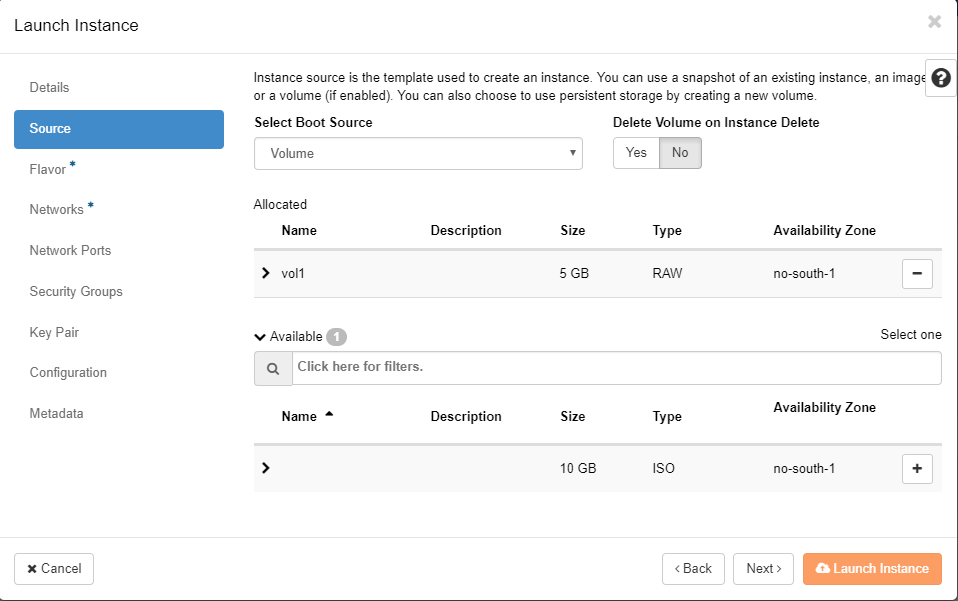 Launch Instance
×
Details
Source
Flavor *
Networks *
Network Ports
Security Groups
Key Pair
Configuration
Metadata
Instance source is the template used to create an instance. You can use a snapshot of an existing instance, an image
or a volume (if enabled). You can also choose to use persistent storage by creating a new volume.
?
Select Boot Source
Volume
Delete Volume on Instance Delete
Yes No
Allocated
Name Description Size Type Availability Zone
vol1 5 GB RAW no-south-1 −
Available 1
Select one
Click here for filters.
Name Description Size Type Availability Zone
10 GB ISO no-south-1 +
× Cancel
‹ Back
Next ›
Launch Instance